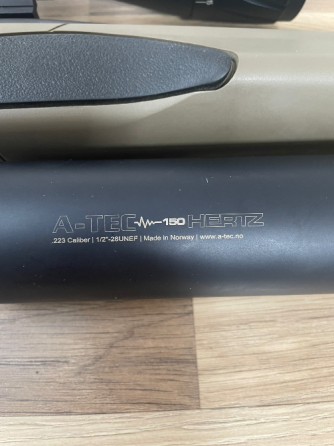 A-TEC 150 HERTZ
.223 Caliber | 1/2"-28UNEF | Made in Norway | www.a-tec.no